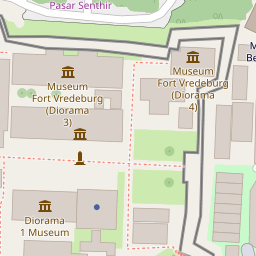 Pasar Senthir
Museum
Fort Vredeburg
(Diorama
3)
Museum
Fort Vredeburg
(Diorama
4)
Diorama
1 Museum